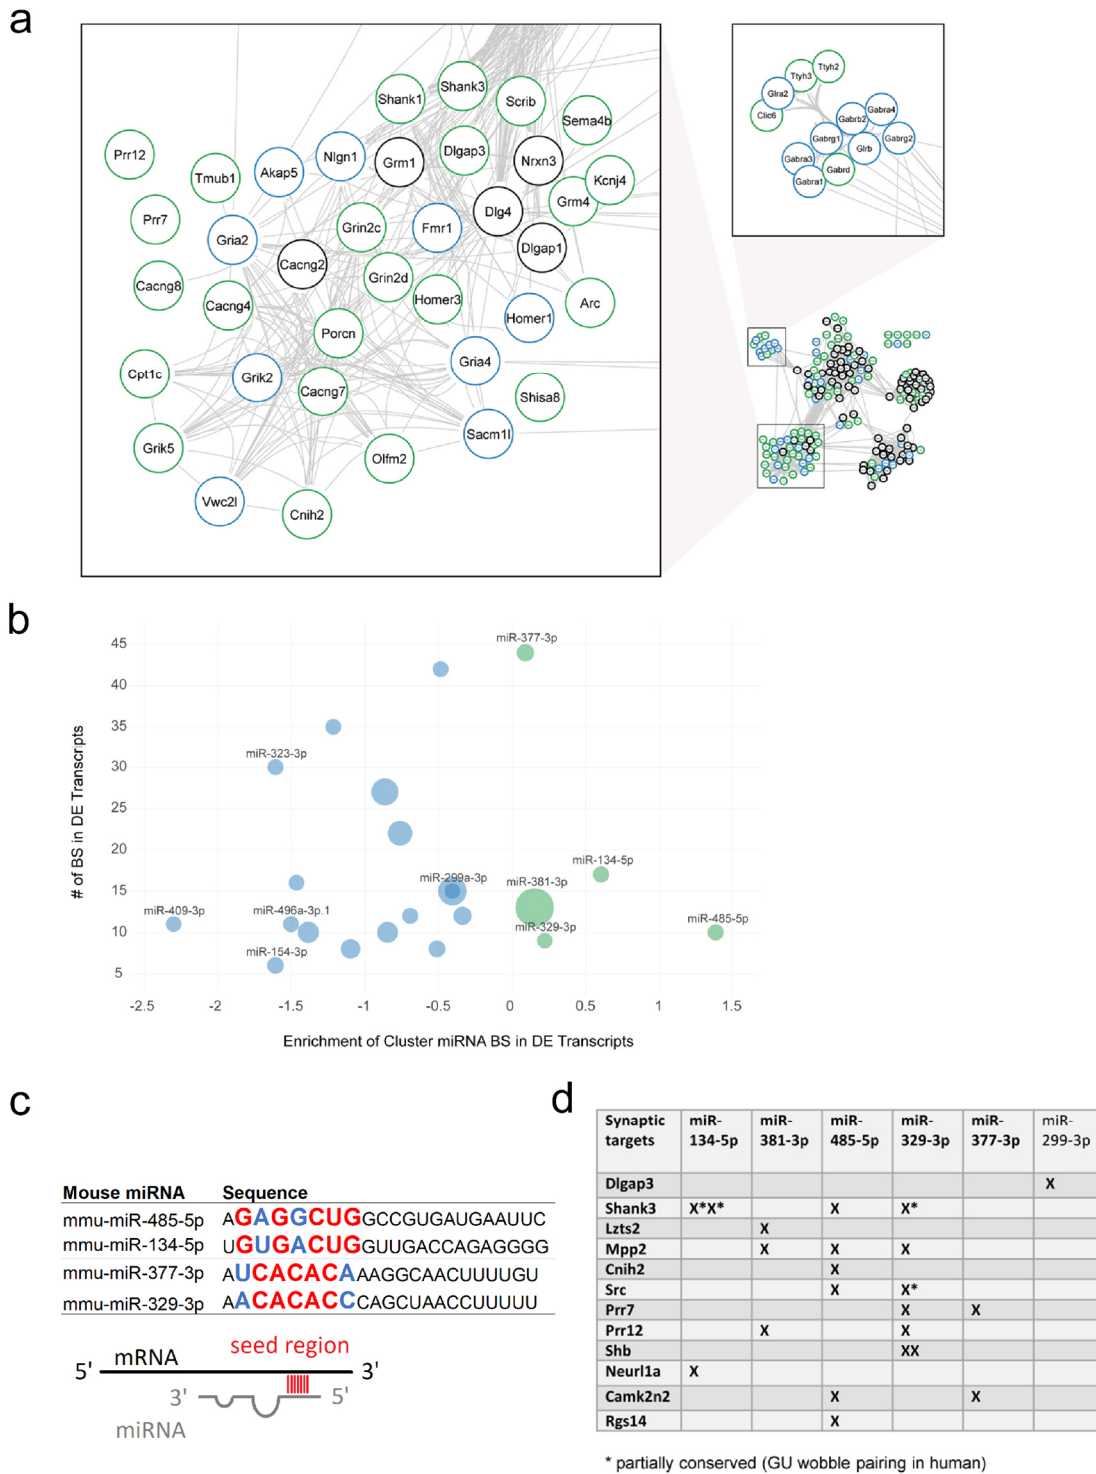 a
Shank3
Shank1
Scrib
Sema4b
Prr12
Nlgn1
Dlgap3
Akap5
Grm1
Nrxn3
Tmub1
Kcnj4
Grm4
Prr7
Dlg4
Gria2
Grin2c
Fmr1
Dlgap1
Cacng2
Cacng8
Grin2d
Cacng4
Homer3
Arc
Homer1
Porcn
Gria4
Cpt1c
Grik2
Cacng7
Shisa8
Sacm1l
Grik5
Olfm2
Vwc2l
Cnih2
Ttyh2
Ttyh3
Glra2
Gabra4
Clic6
Gabrb2
Gabrg1
Gabrg2
Glrb
Gabra3
Gabrd
Gabra1
b
# of BS in DE Transcripts
45
40
35
30
25
20
15
10
5
miR-377-3p
miR-323-3p
miR-134-5p
miR-299a-3p
miR-381-3p
miR-409-3p
miR-496a-3p.1
miR-329-3p
miR-485-5p
miR-154-3p
-2.5 -2 -1.5 -1 -0.5 0 0.5 1 1.5
Enrichment of Cluster miRNA BS in DE Transcripts
c
Mouse miRNA Sequence
mmu-miR-485-5p AGAGGCUGGCCGUGAUGAAUUC
mmu-miR-134-5p UGUGACUGGUUGACCAGAGGGG
mmu-miR-377-3p AUCACACAAAGGCAACUUUUGU
mmu-miR-329-3p AACACACCCAGCUAACCUUUUU
seed region
mRNA
5' 3'
3' 5'
miRNA
d
Synaptic targets miR-134-5p miR-381-3p miR-485-5p miR-329-3p miR-377-3p miR-299-3p
Dlgap3 X
Shank3 X*X* X X*
Lzts2 X
Mpp2 X X X
Cnih2 X
Src X X*
Prr7 X X
Prr12 X X
Shb XX
Neurl1a X
Camk2n2 X X
Rgs14 X
* partially conserved (GU wobble pairing in human)